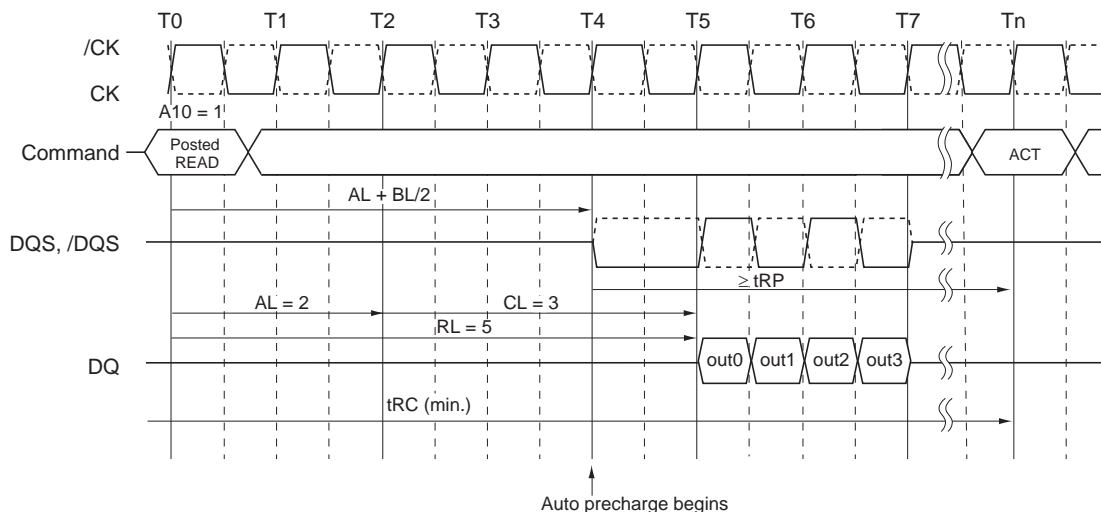 T0 T1 T2 T3 T4 T5 T6 T7 Tn
/CK
CK
A10 = 1
Command
Posted
READ
ACT
AL + BL/2
DQS, /DQS
≥ tRP
AL = 2
CL = 3
RL = 5
DQ
out0 out1 out2 out3
tRC (min.)
Auto precharge begins